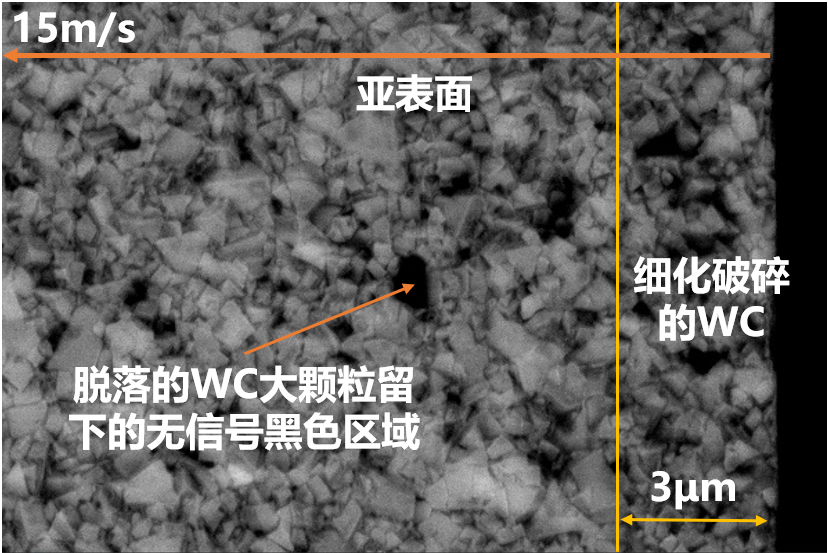 15m/s
亚表面
细化破碎
的WC
脱落的WC大颗粒留
下的无信号黑色区域
3μm